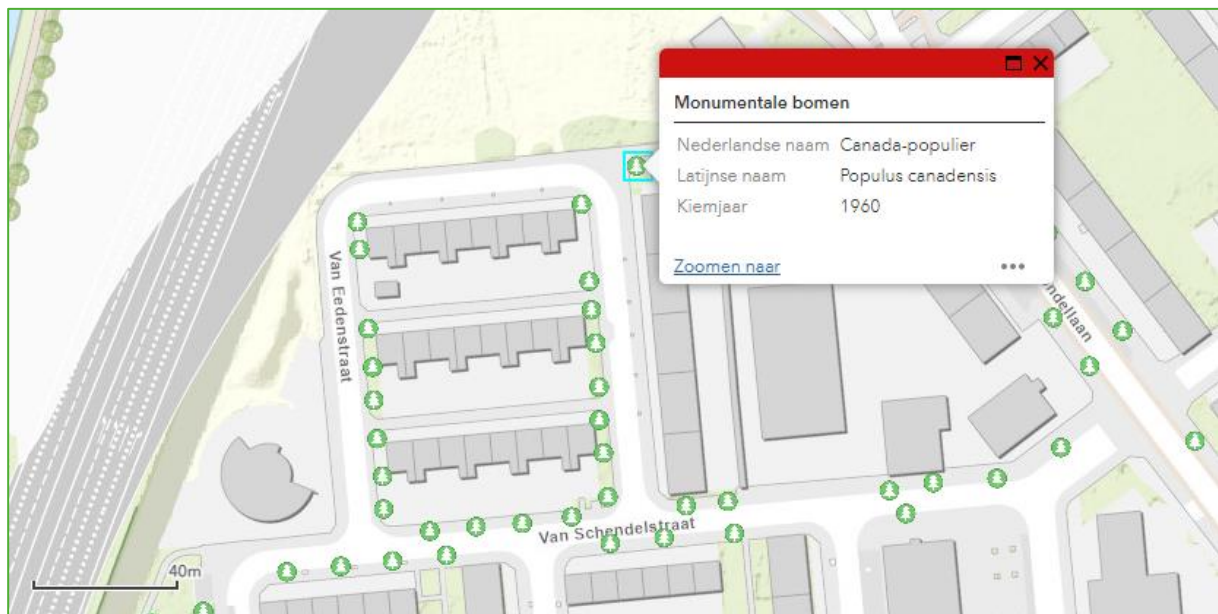 Monumentale bomen
Nederlandse naam Canada-populier
Latijnse naam Populus canadensis
Kiemjaar 1960
Zoomen naar
Van Eedenstraat
ndellaan
Van Schendelstraat
40m